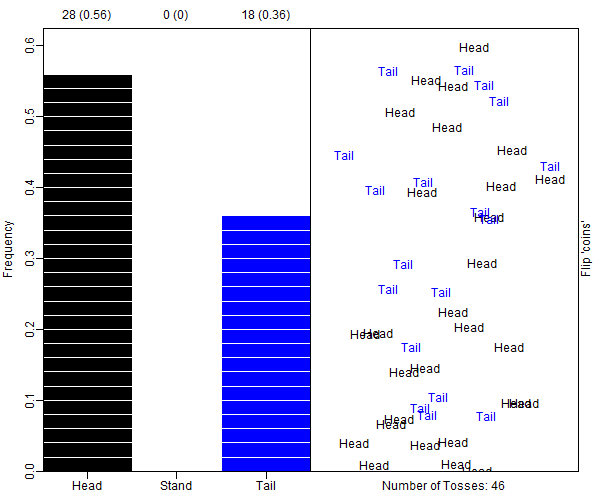 28 (0.56) 0 (0) 18 (0.36)
Frequency
0.6
0.5
0.4
0.3
0.2
0.1
0.0
Head Stand Tail
Head
Tail Tail
Head Head Tail
Tail
Head
Head
Head
Tail
Tail
Tail Head
Tail Head Head
Tail Head Tail
Tail Head
Tail Tail
Head
Head
Head Head
Tail Head
Head Head
Tail
Tail Head Head
Head Tail Tail
Head
Head Head Head
Head Head Head
Flip 'coins'
Number of Tosses: 46